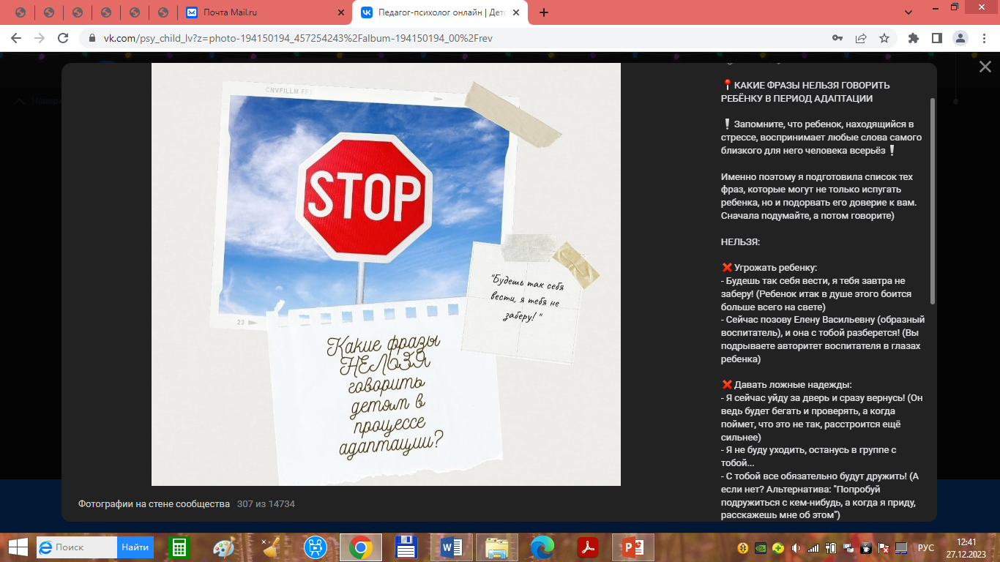 Почта Mail.ru
Педагог-психолог онлайн | Детс
vk.com/psy_child_lv?z=photo-194150194_457254243%2Falbum-194150194_00%2Frev
CNVFILLM FF
STOP
23
"Будешь так себя
вести, я тебя не
заберу! "
Какие фразы
НЕЛЬЗЯ
говорить
детям в
процессе
адаптации?
Фотографии на стене сообщества 307 из 14734
📍КАКИЕ ФРАЗЫ НЕЛЬЗЯ ГОВОРИТЬ
РЕБЁНКУ В ПЕРИОД АДАПТАЦИИ
❕ Запомните, что ребенок, находящийся в
стрессе, воспринимает любые слова самого
близкого для него человека всерьёз❕
Именно поэтому я подготовила список тех
фраз, которые могут не только испугать
ребенка, но и подорвать его доверие к вам.
Сначала подумайте, а потом говорите)
НЕЛЬЗЯ:
❌ Угрожать ребенку:
- Будешь так себя вести, я тебя завтра не
заберу! (Ребенок итак в душе этого боится
больше всего на свете)
- Сейчас позову Елену Васильевну (образный
воспитатель), и она с тобой разберется! (Вы
подрываете авторитет воспитателя в глазах
ребенка)
❌ Давать ложные надежды:
- Я сейчас уйду за дверь и сразу вернусь! (Он
ведь будет бегать и проверять, а когда
поймет, что это не так, расстроится ещё
сильнее)
- Я не буду уходить, останусь в группе с
тобой...
- С тобой все обязательно будут дружить! (А
если нет? Альтернатива: "Попробуй
подружиться с кем-нибудь, а когда я приду,
расскажешь мне об этом")
Поиск
Найти
РУС
12:41
27.12.2023